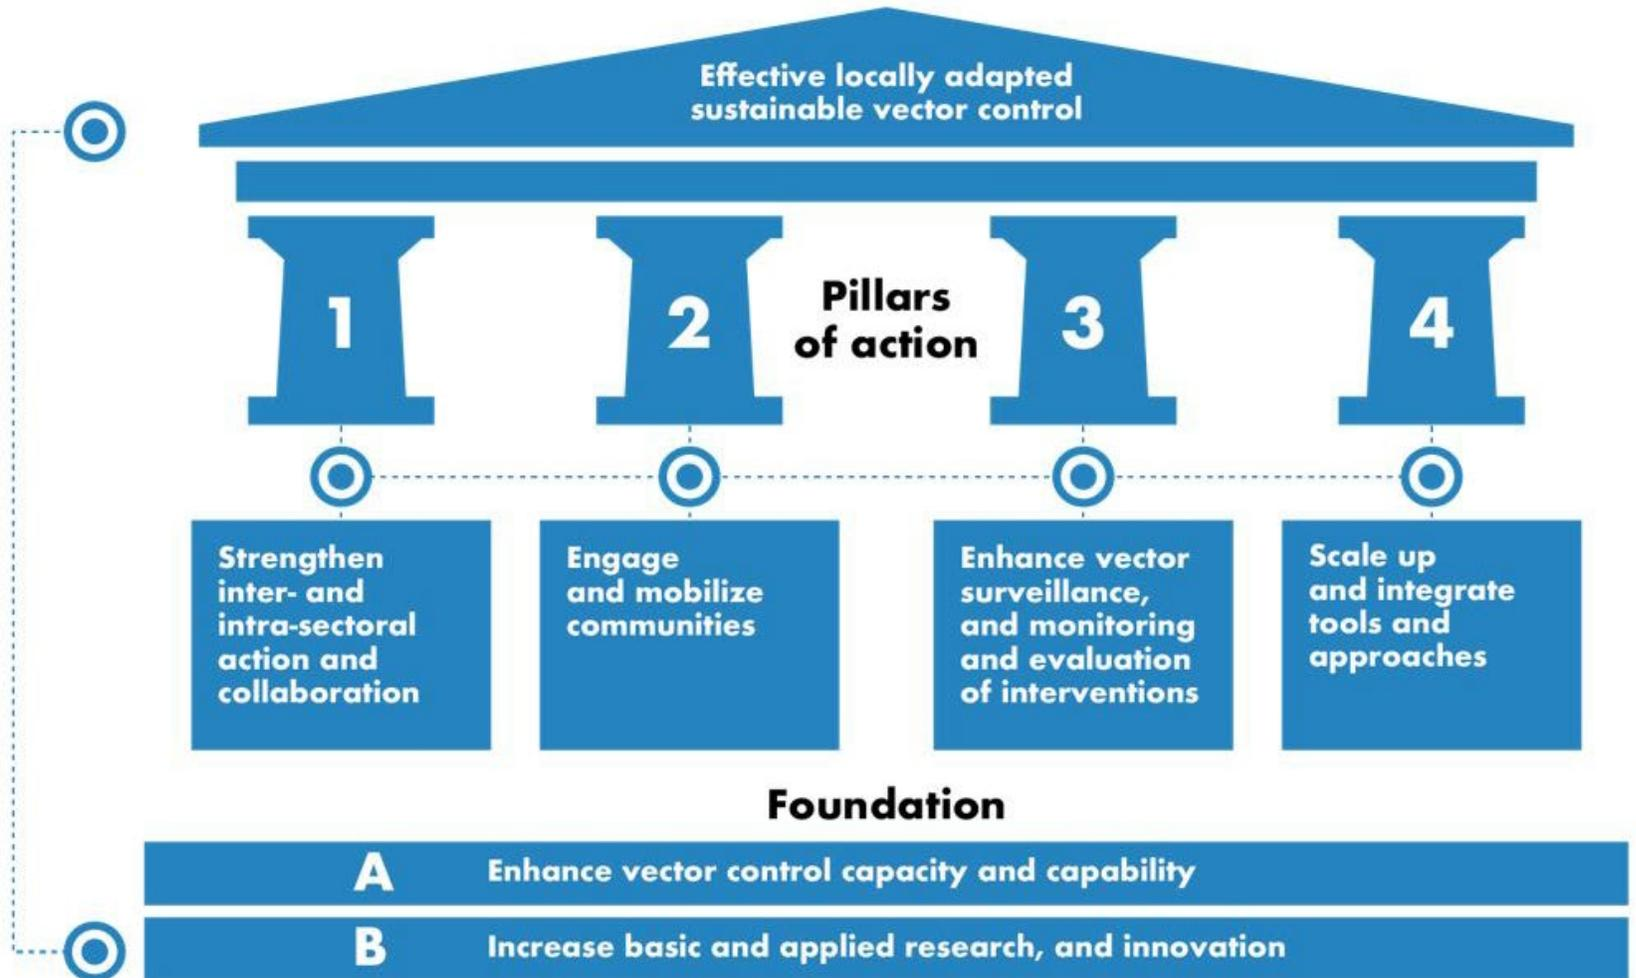 Effective locally adapted
sustainable vector control
1
2
Pillars
of action
3
4
Strengthen
inter- and
intra-sectoral
action and
collaboration
Engage
and mobilize
communities
Enhance vector
surveillance,
and monitoring
and evaluation
of interventions
Scale up
and integrate
tools and
approaches
Foundation
A Enhance vector control capacity and capability
B Increase basic and applied research, and innovation